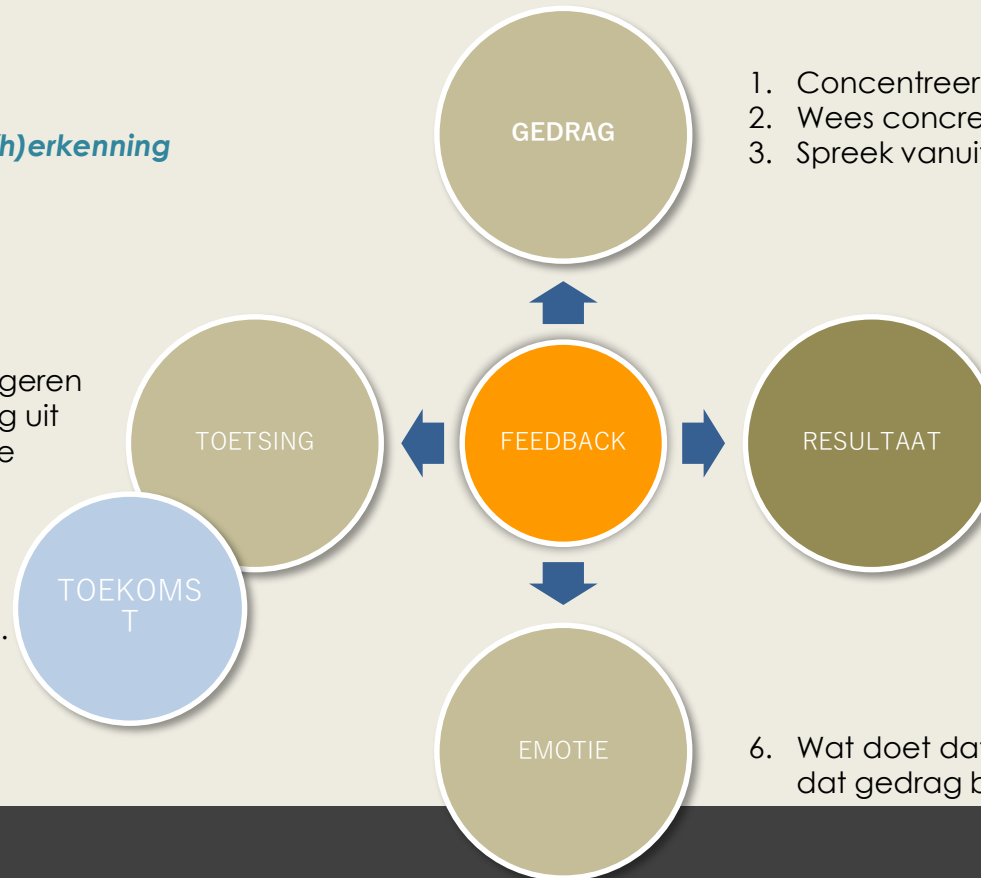 (h)erkenning
GEDRAG
1. Concentreer
2. Wees concre
3. Spreek vanuit
geren
g uit
e
TOETSING
FEEDBACK
RESULTAAT
TOEKOMS
T
.
EMOTIE
6. Wat doet dat
dat gedrag b